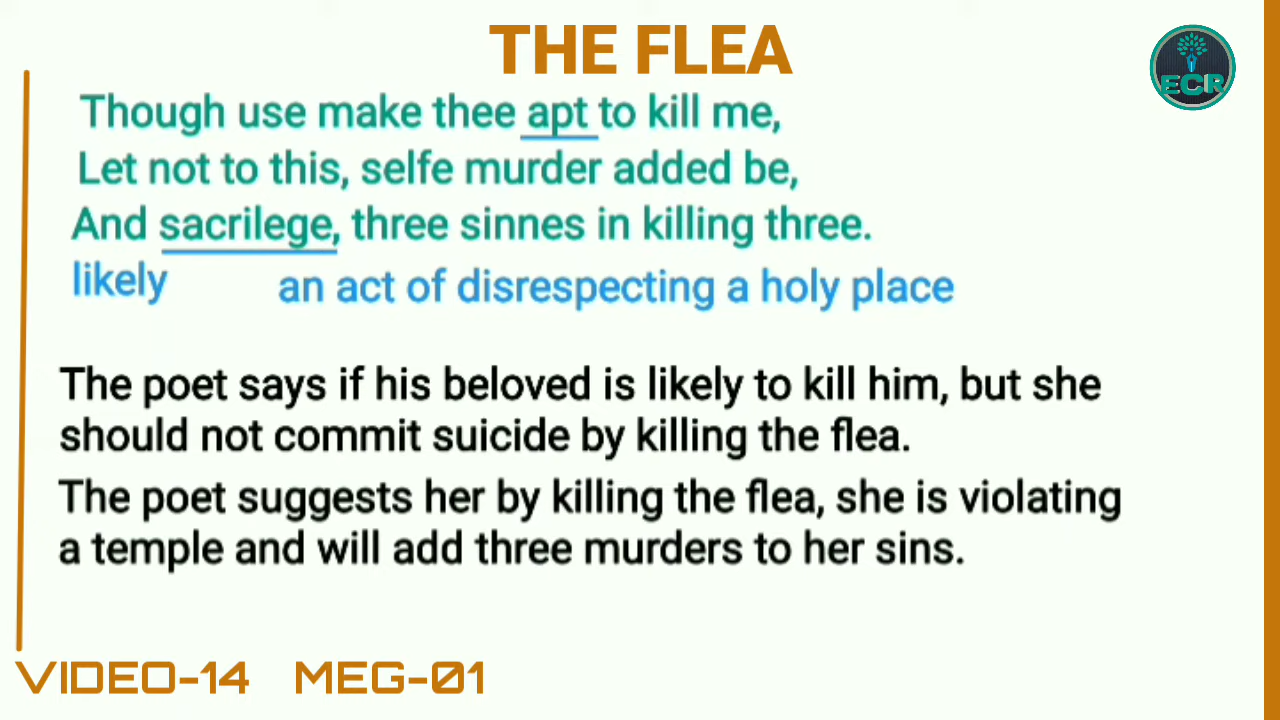 THE FLEA
ECR
Though use make thee apt to kill me,
Let not to this, selfe murder added be,
And sacrilege, three sinnes in killing three.
likely an act of disrespecting a holy place
The poet says if his beloved is likely to kill him, but she
should not commit suicide by killing the flea.
The poet suggests her by killing the flea, she is violating
a temple and will add three murders to her sins.
VIDEO-14 MEG-01